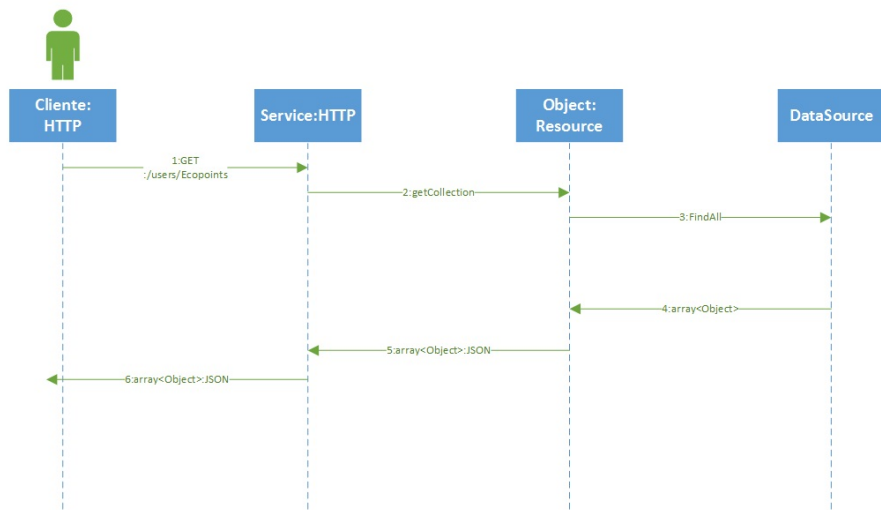 Cliente:
HTTP
Service:HTTP
Object:
Resource
DataSource
1:GET
:/users/Ecopoints
2:getCollection
3:FindAll
4:array<Object>
5:array<Object>:JSON
6:array<Object>:JSON